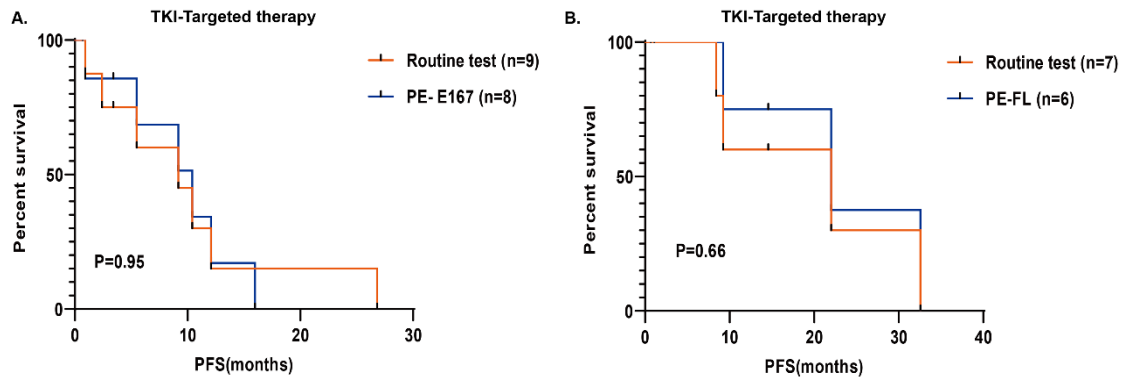 A.
TKI-Targeted therapy
Percent survival
100
50
0
Routine test (n=9)
PE- E167 (n=8)
P=0.95
0 10 20 30
PFS(months)
B.
TKI-Targeted therapy
Percent survival
100
50
0
Routine test (n=7)
PE-FL (n=6)
P=0.66
0 10 20 30 40
PFS(months)